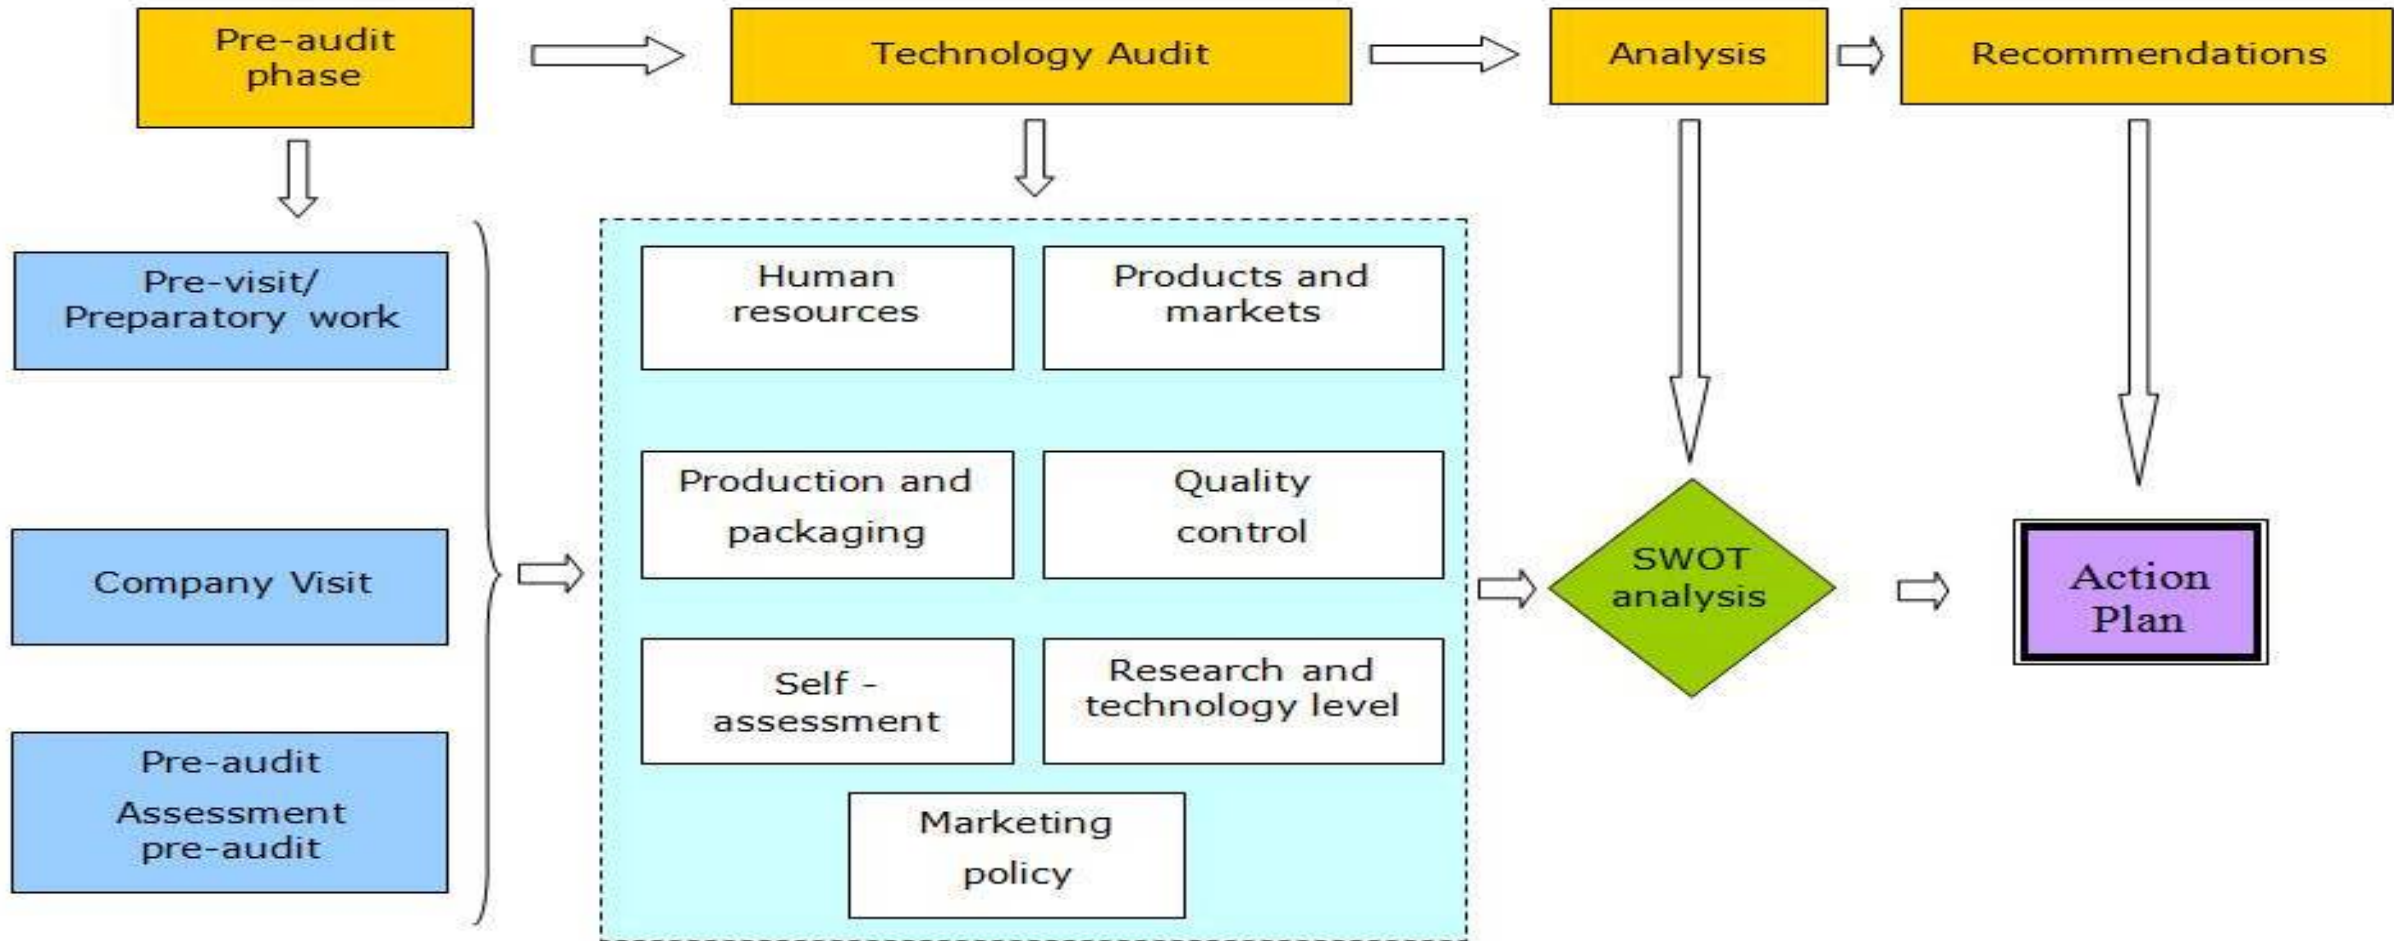 Pre-audit
phase
Technology Audit
Analysis
Recommendations
Pre-visit/
Preparatory work
Company Visit
Pre-audit
Assessment
pre-audit
Human
resources
Products and
markets
Production and
packaging
Quality
control
Self -
assessment
Research and
technology level
Marketing
policy
SWOT
analysis
Action
Plan